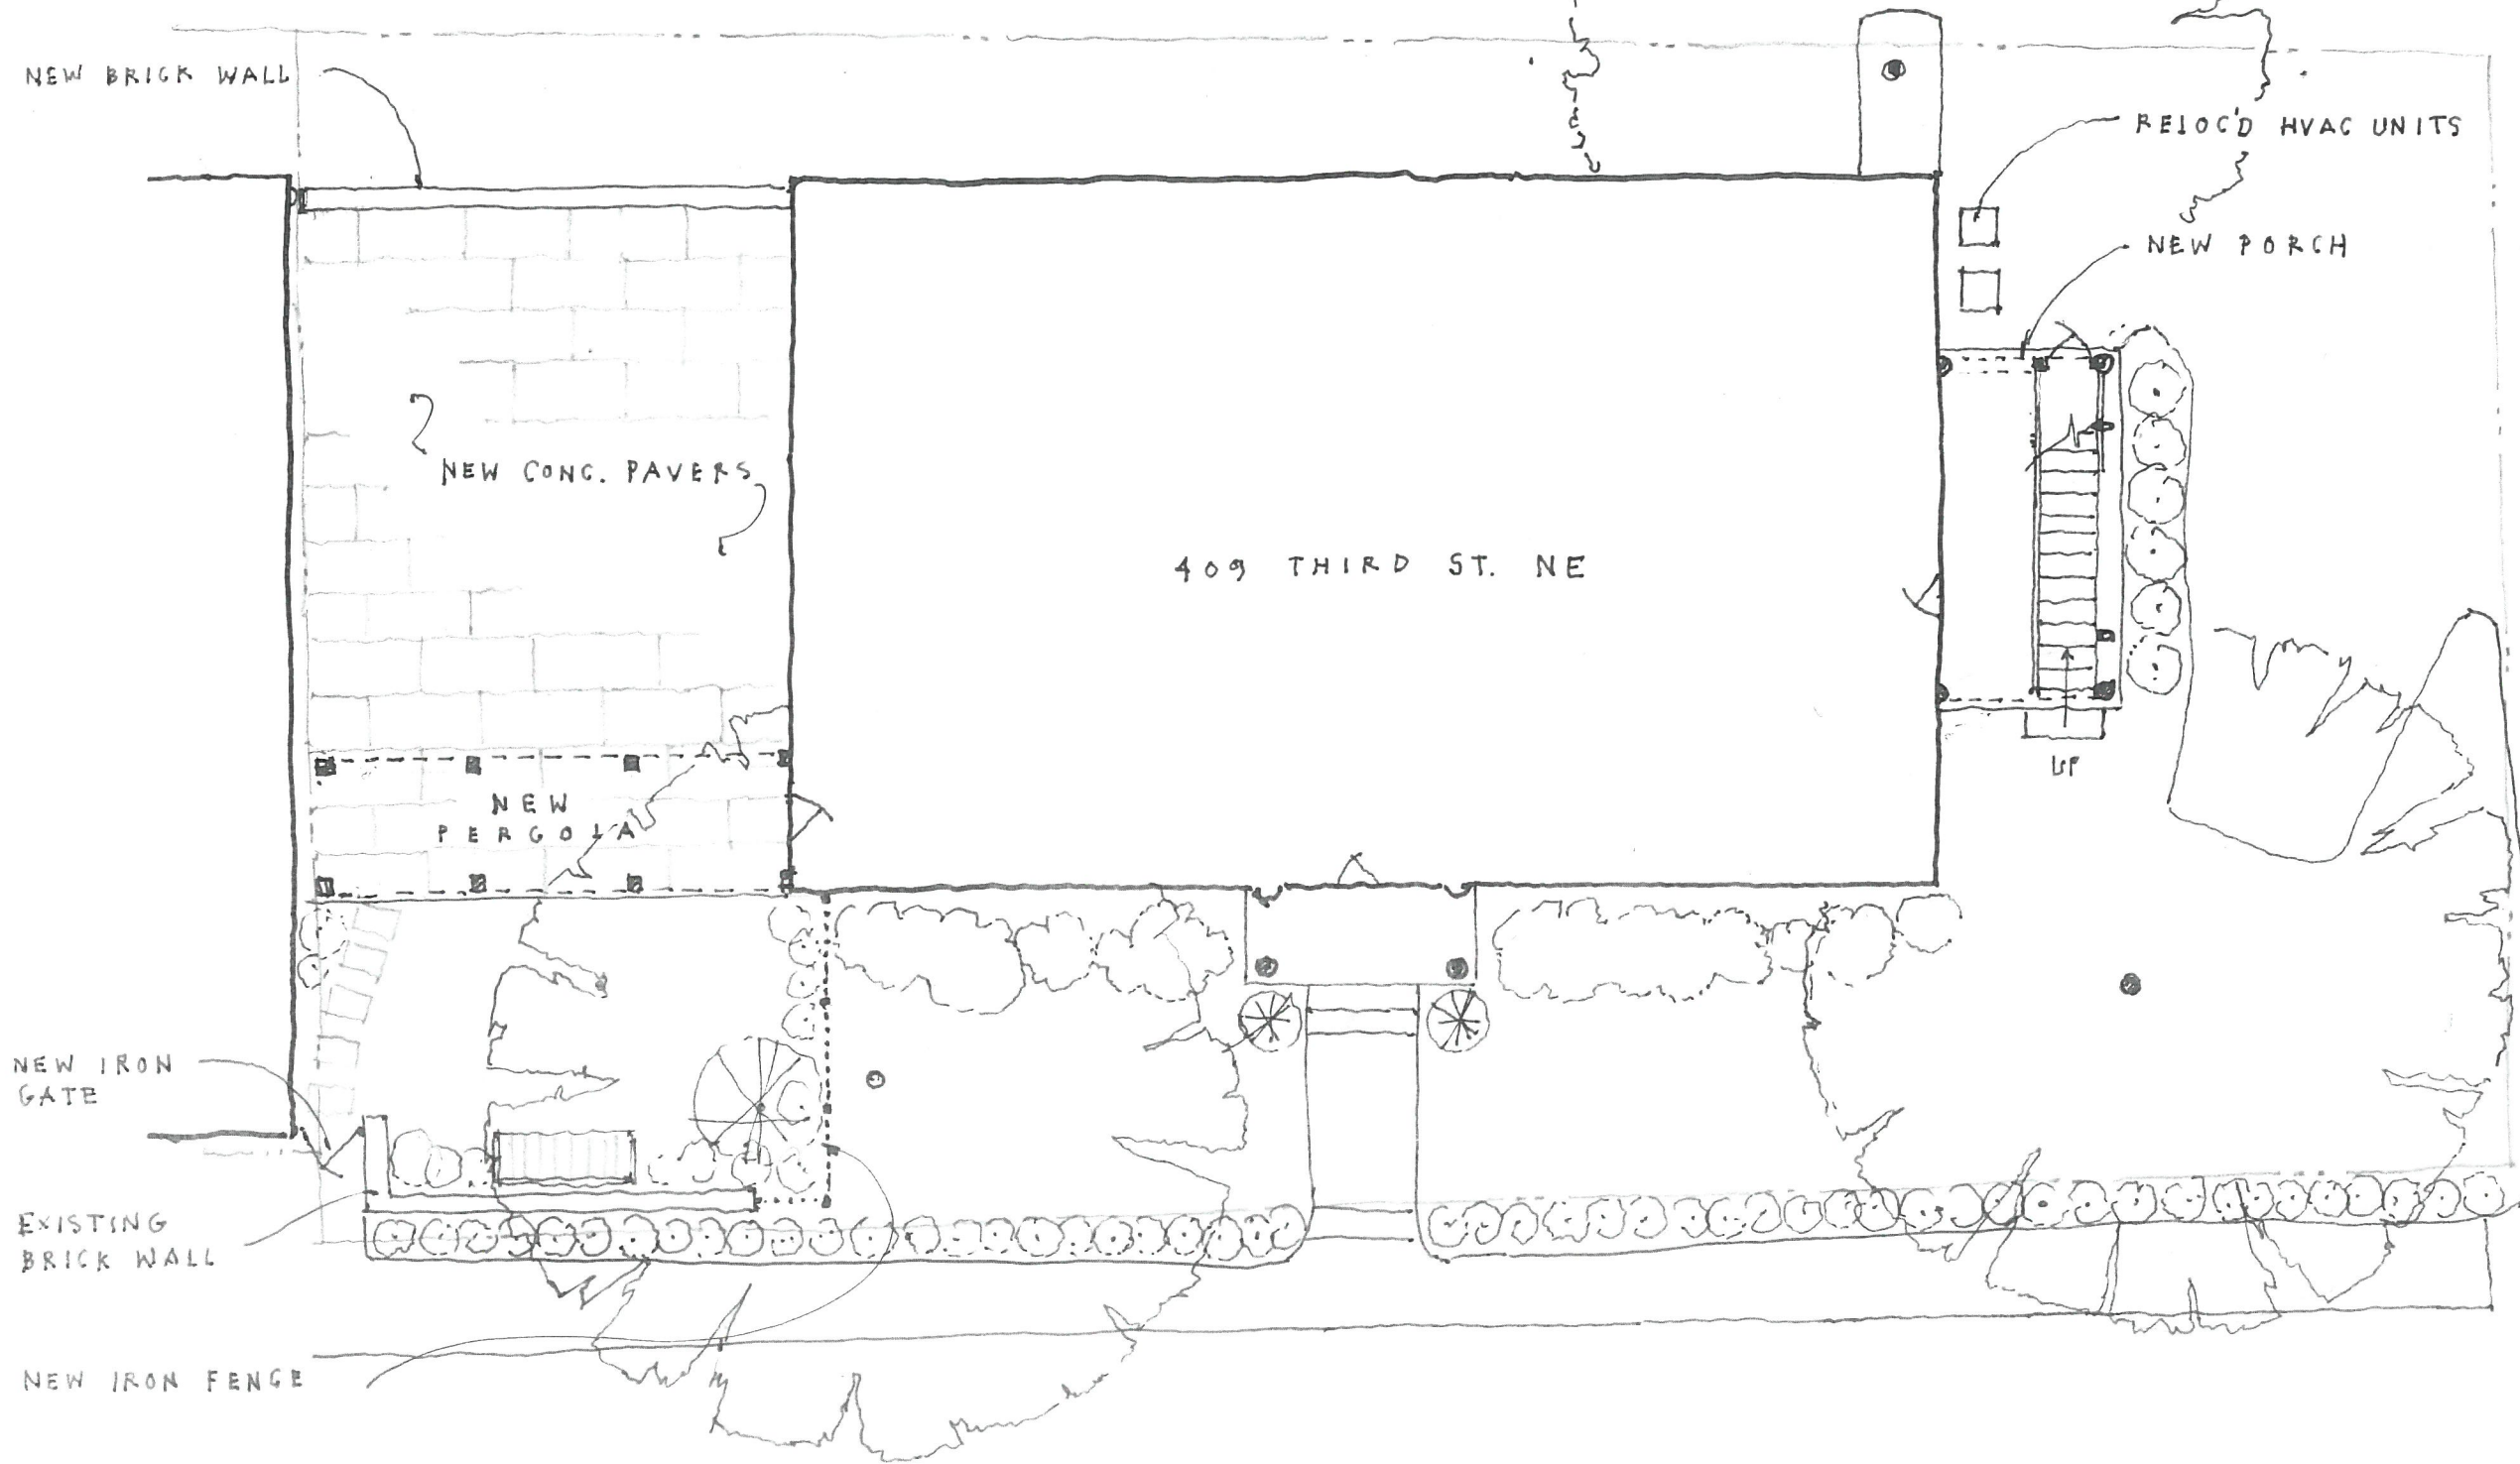 NEW BRICK WALL
RELOC'D HVAC UNITS
NEW PORCH
NEW CONC. PAVERS
409 THIRD ST. NE
UP
NEW
PERGOLA
NEW IRON
GATE
EXISTING
BRICK WALL
NEW IRON FENCE